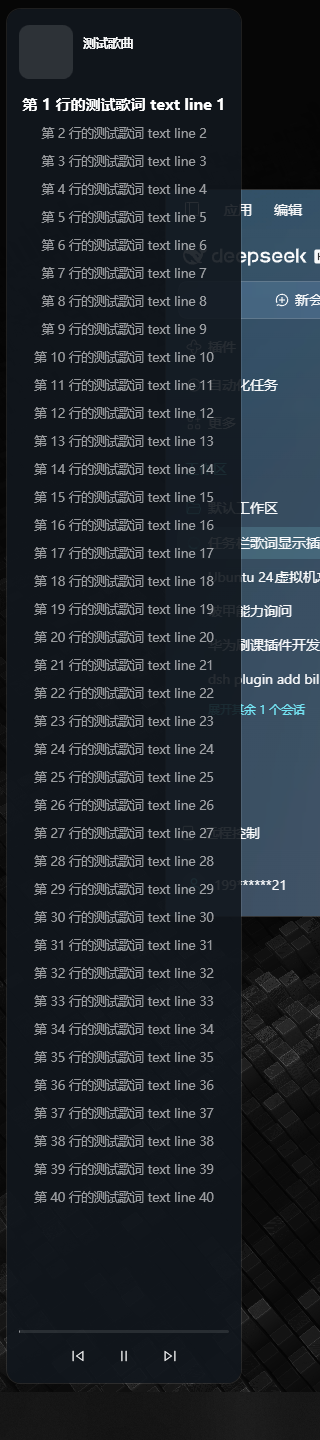 测试歌曲
第 1 行的测试歌词 text line 1
第 2 行的测试歌词 text line 2
第 3 行的测试歌词 text line 3
第 4 行的测试歌词 text line 4
第 5 行的测试歌词 text line 5
第 6 行的测试歌词 text line 6
第 7 行的测试歌词 text line 7
第 8 行的测试歌词 text line 8
第 9 行的测试歌词 text line 9
第 10 行的测试歌词 text line 10
第 11 行的测试歌词 text line 11
第 12 行的测试歌词 text line 12
第 13 行的测试歌词 text line 13
第 14 行的测试歌词 text line 14
第 15 行的测试歌词 text line 15
第 16 行的测试歌词 text line 16
第 17 行的测试歌词 text line 17
第 18 行的测试歌词 text line 18
第 19 行的测试歌词 text line 19
第 20 行的测试歌词 text line 20
第 21 行的测试歌词 text line 21
第 22 行的测试歌词 text line 22
第 23 行的测试歌词 text line 23
第 24 行的测试歌词 text line 24
第 25 行的测试歌词 text line 25
第 26 行的测试歌词 text line 26
第 27 行的测试歌词 text line 27
第 28 行的测试歌词 text line 28
第 29 行的测试歌词 text line 29
第 30 行的测试歌词 text line 30
第 31 行的测试歌词 text line 31
第 32 行的测试歌词 text line 32
第 33 行的测试歌词 text line 33
第 34 行的测试歌词 text line 34
第 35 行的测试歌词 text line 35
第 36 行的测试歌词 text line 36
第 37 行的测试歌词 text line 37
第 38 行的测试歌词 text line 38
第 39 行的测试歌词 text line 39
第 40 行的测试歌词 text line 40
应用 编辑
deepseek
新会
插件
自动化任务
更多
默认工作区
任务栏歌词显示插
Ubuntu 24虚拟机
能力询问
华为刷课插件开发
dsh plugin add bil
展开其余 1 个会话
程控制
199*****21